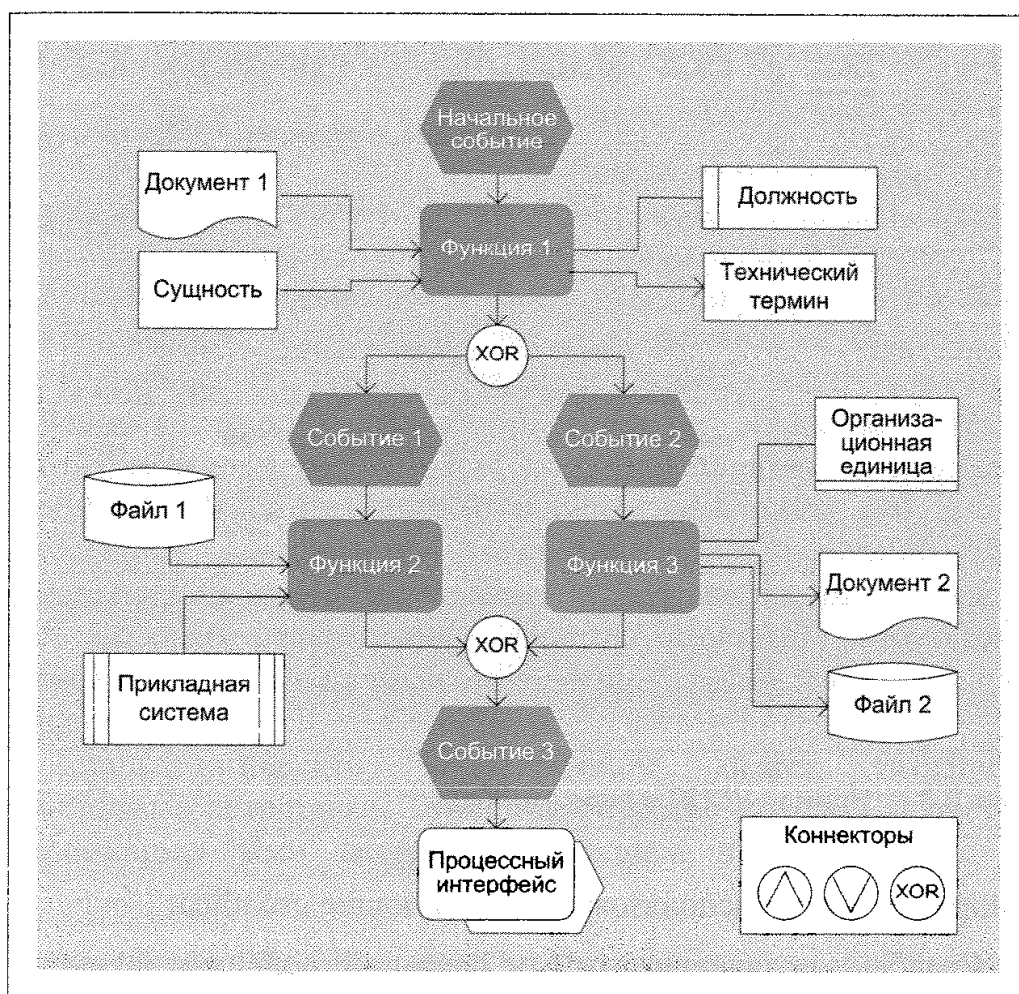 Начальное
событие
Документ 1
Должность
Функция 1
Сущность
Технический
термин
XOR
Событие 1
Событие 2
Организа-
ционная
единица
Файл 1
Функция 2
Функция 3
Документ 2
XOR
Прикладная
система
Файл 2
Событие 3
Коннекторы
Процессный
интерфейс
XOR